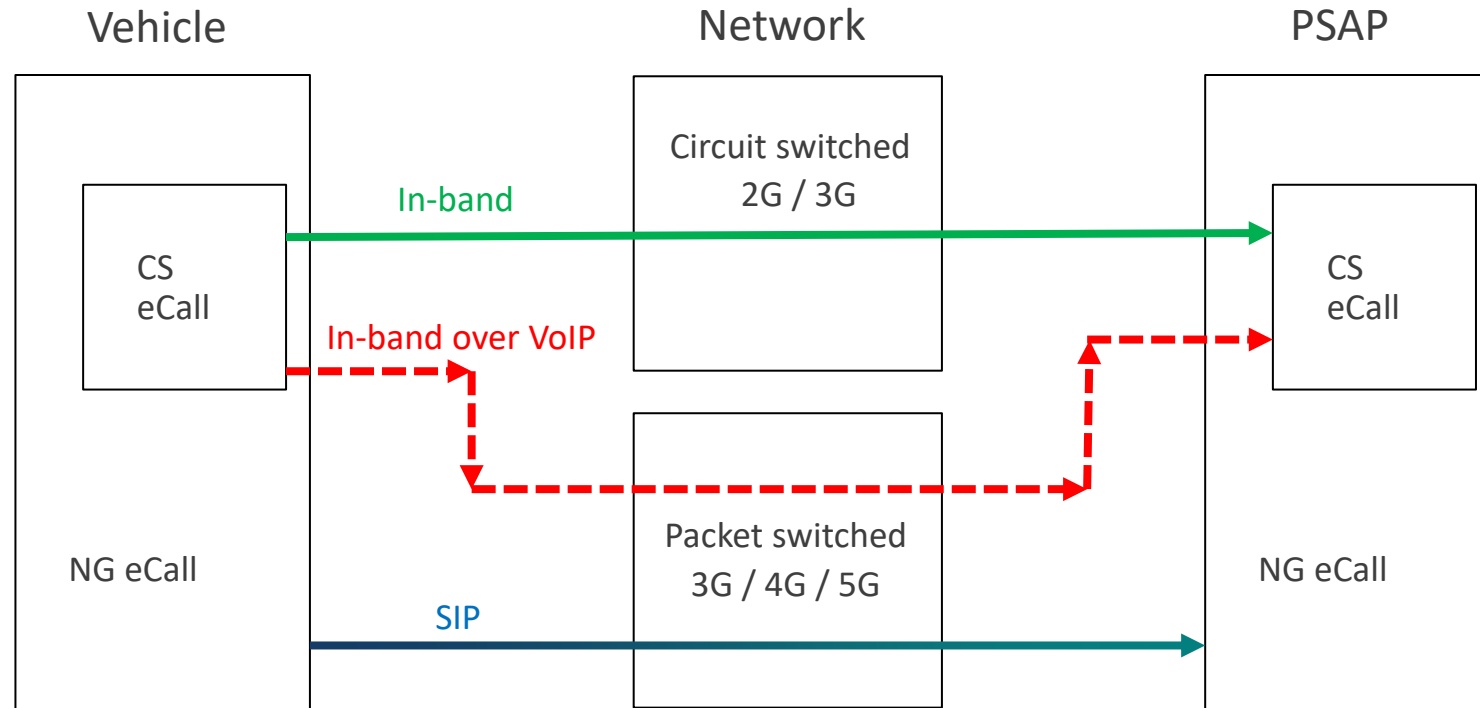 Vehicle
Network
PSAP
Circuit switched
2G / 3G
In-band
CS
eCall
CS
eCall
In-band over VoIP
Packet switched
3G / 4G / 5G
NG eCall
NG eCall
SIP